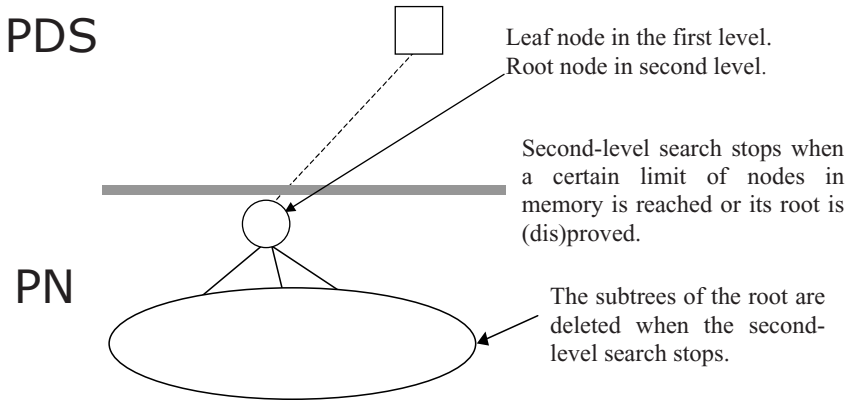 PDS
Leaf node in the first level.
Root node in second level.
Second-level search stops when
a certain limit of nodes in
memory is reached or its root is
(dis)proved.
PN
The subtrees of the root are
deleted when the second-
level search stops.